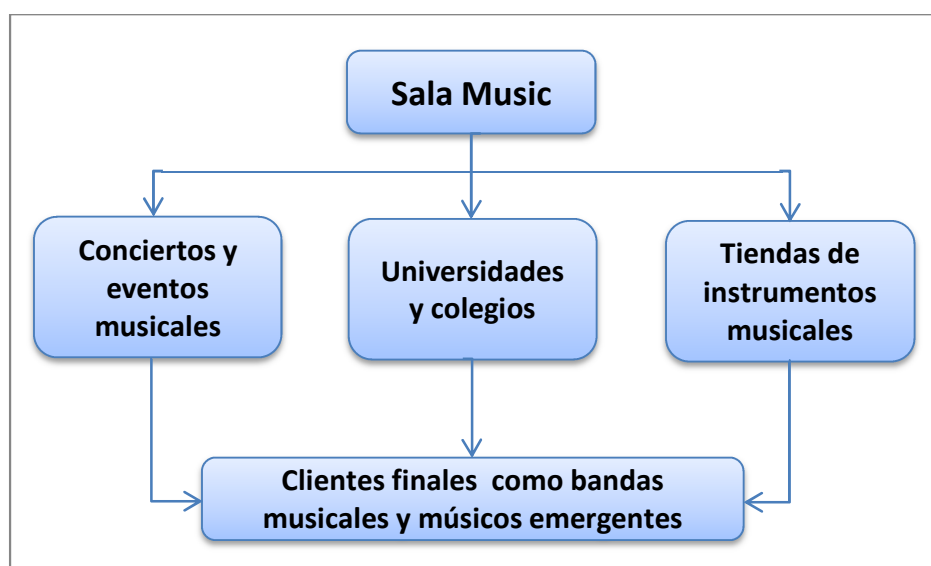 Sala Music
Conciertos y
eventos
musicales
Universidades
y colegios
Tiendas de
instrumentos
musicales
Clientes finales  como bandas
musicales y músicos emergentes